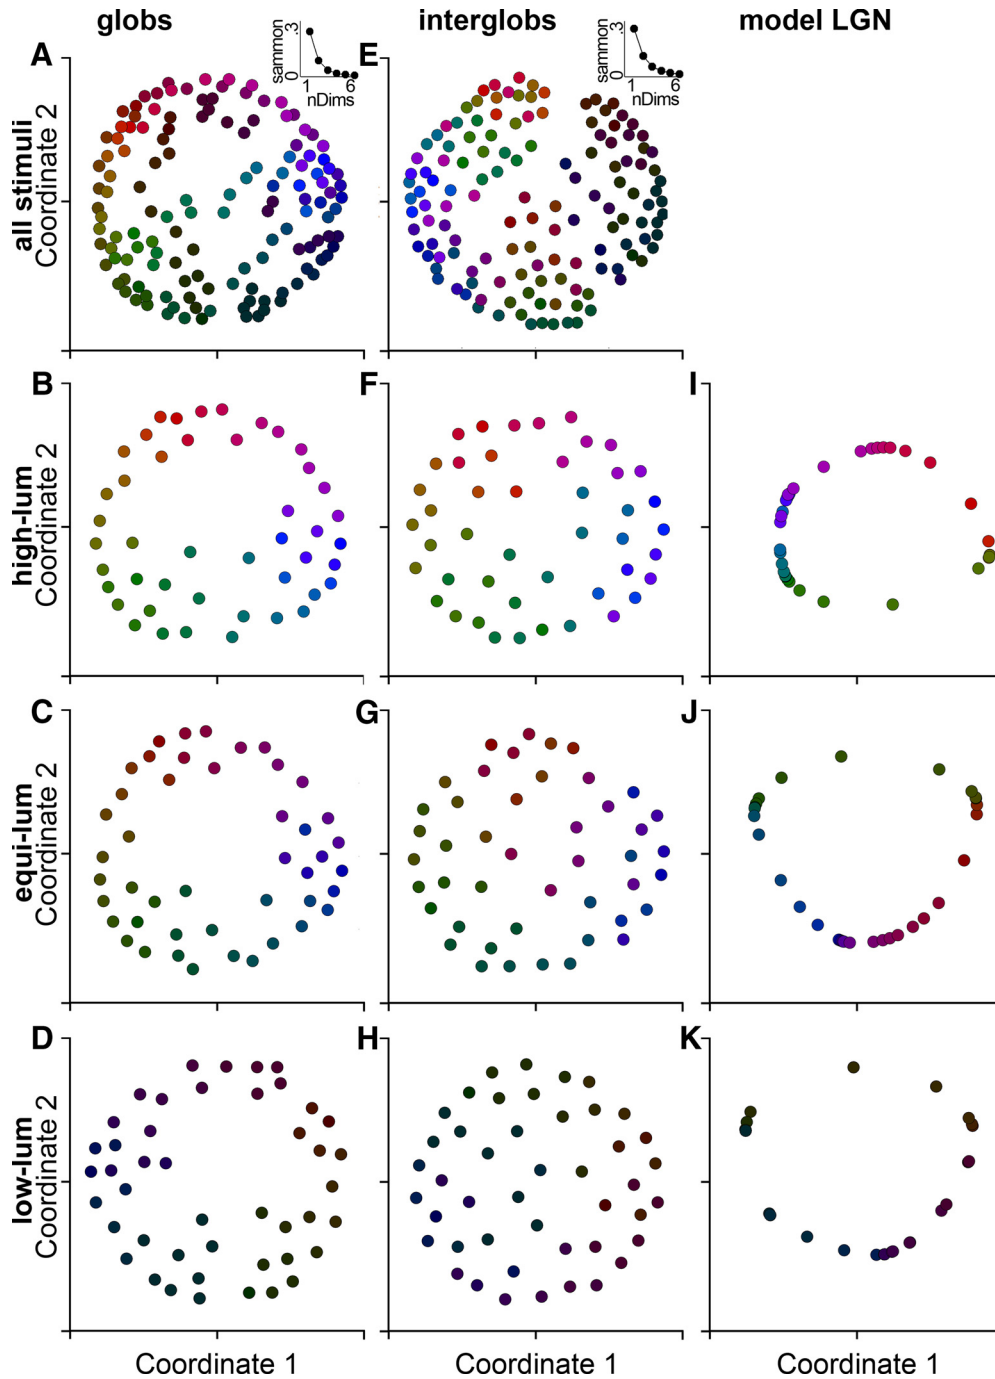 globs
interglobs
model LGN
A
.3
sammon
0
1
6
nDims
E
.3
sammon
0
1
6
nDims
all stimuli
Coordinate 2
B
F
I
high-lum
Coordinate 2
C
G
J
equi-lum
Coordinate 2
D
H
K
low-lum
Coordinate 2
Coordinate 1
Coordinate 1
Coordinate 1